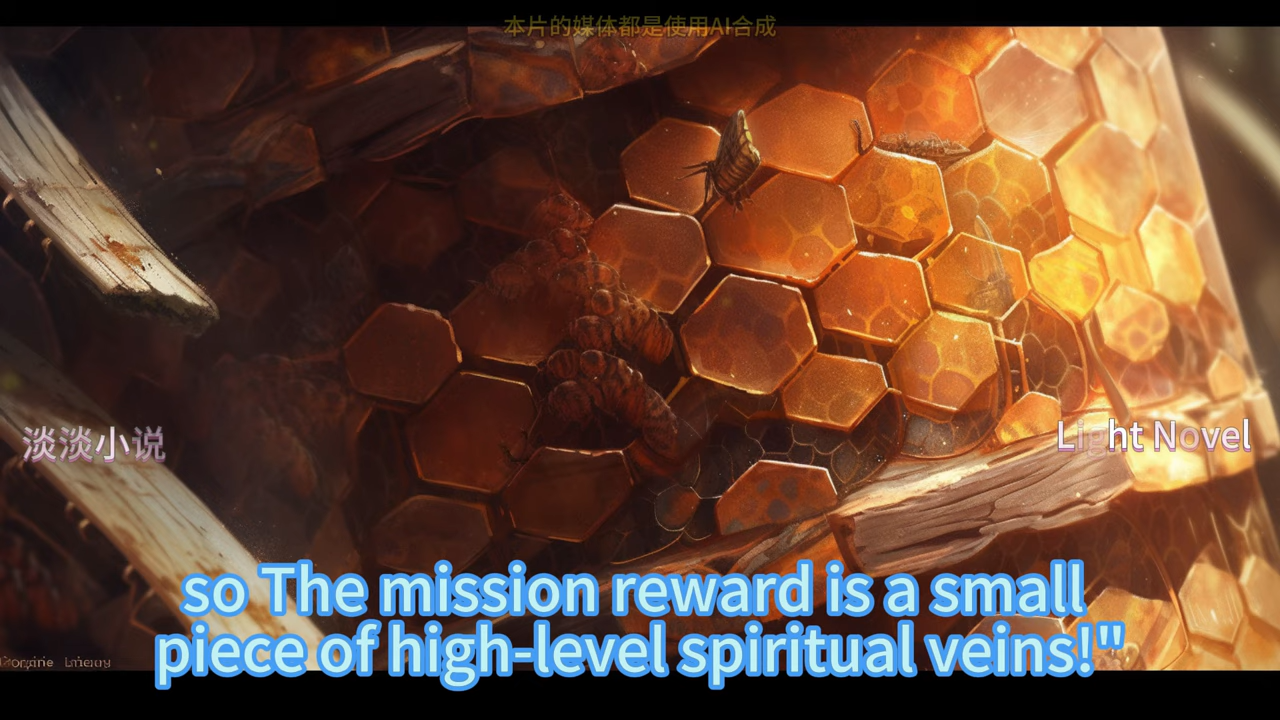 本片的媒体都是使用AI合成
淡淡小说
Light Novel
so The mission reward is a small
piece of high-level spiritual veins!"